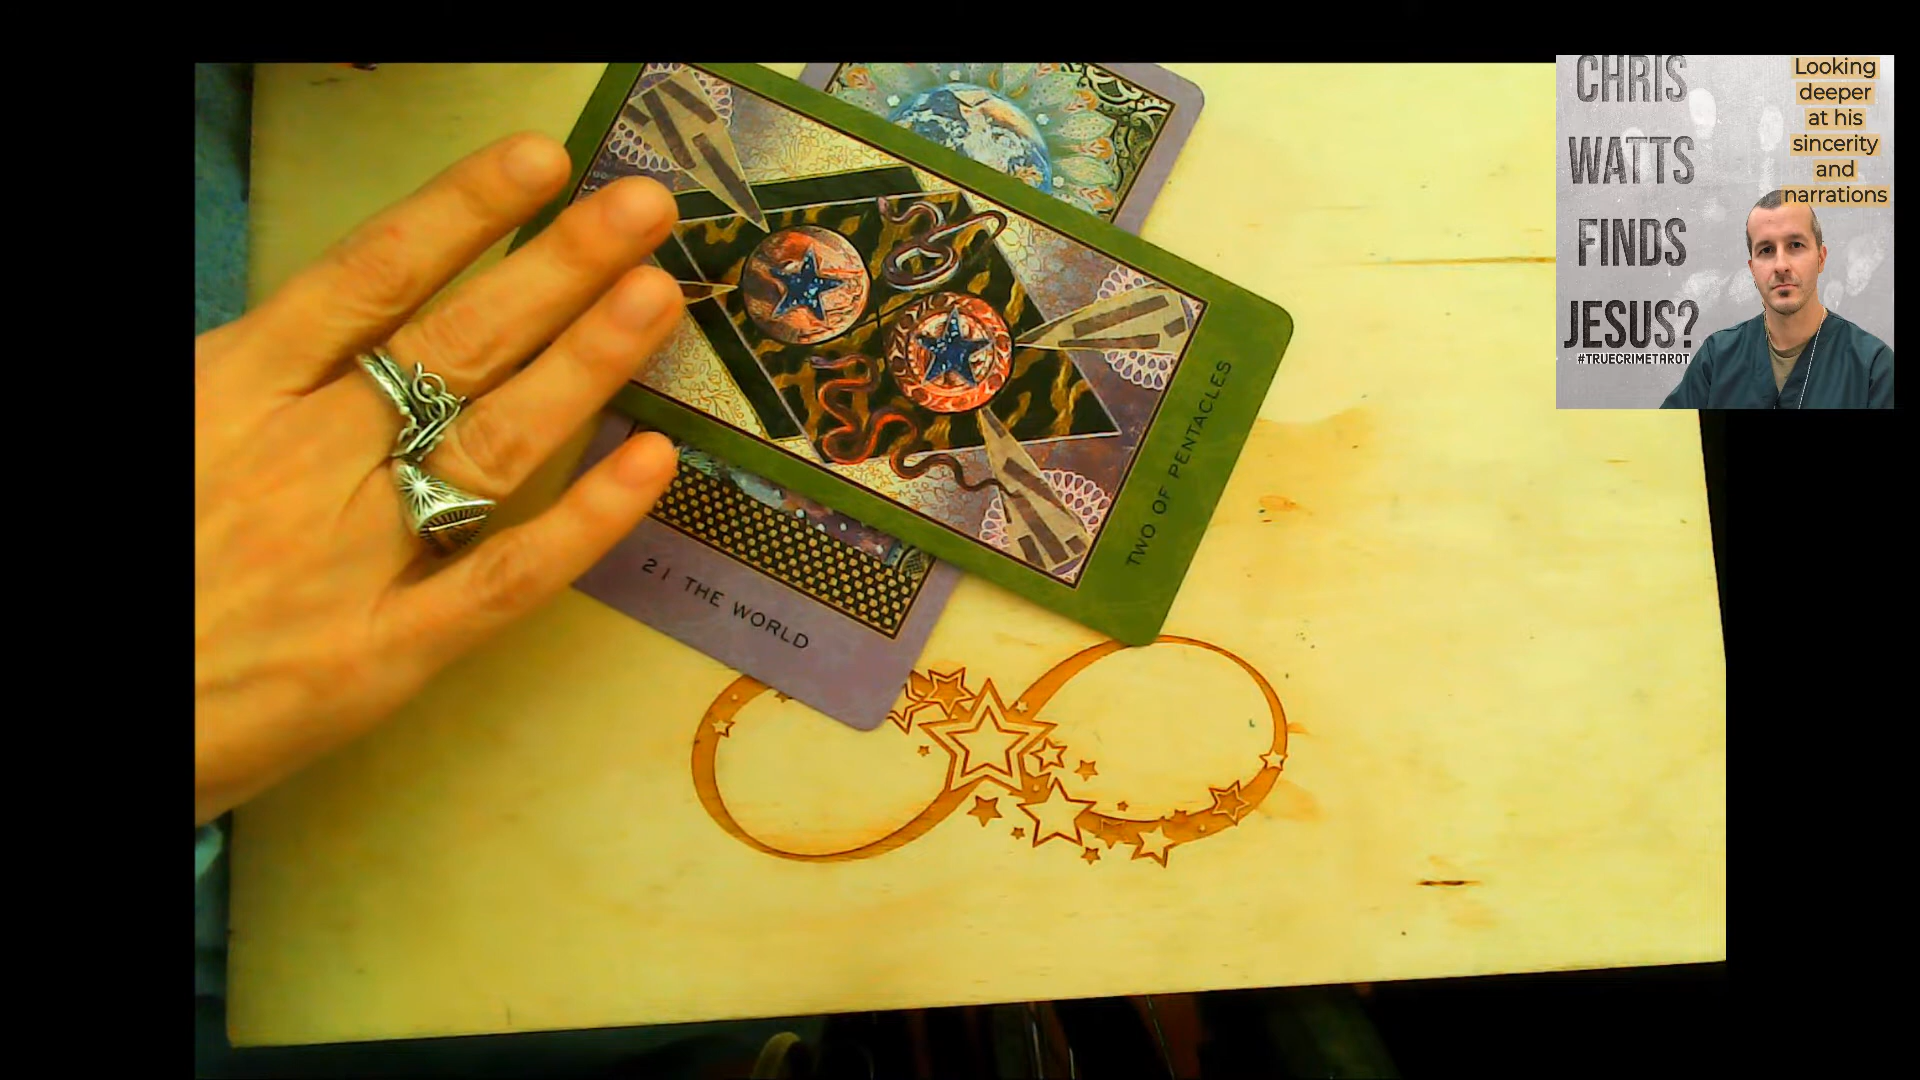 CHRIS
WATTS
FINDS
JESUS?
#TRUECRIMETAROT
Looking
deeper
at his
sincerity
and
narrations
TWO OF PENTACLES
21 THE WORLD